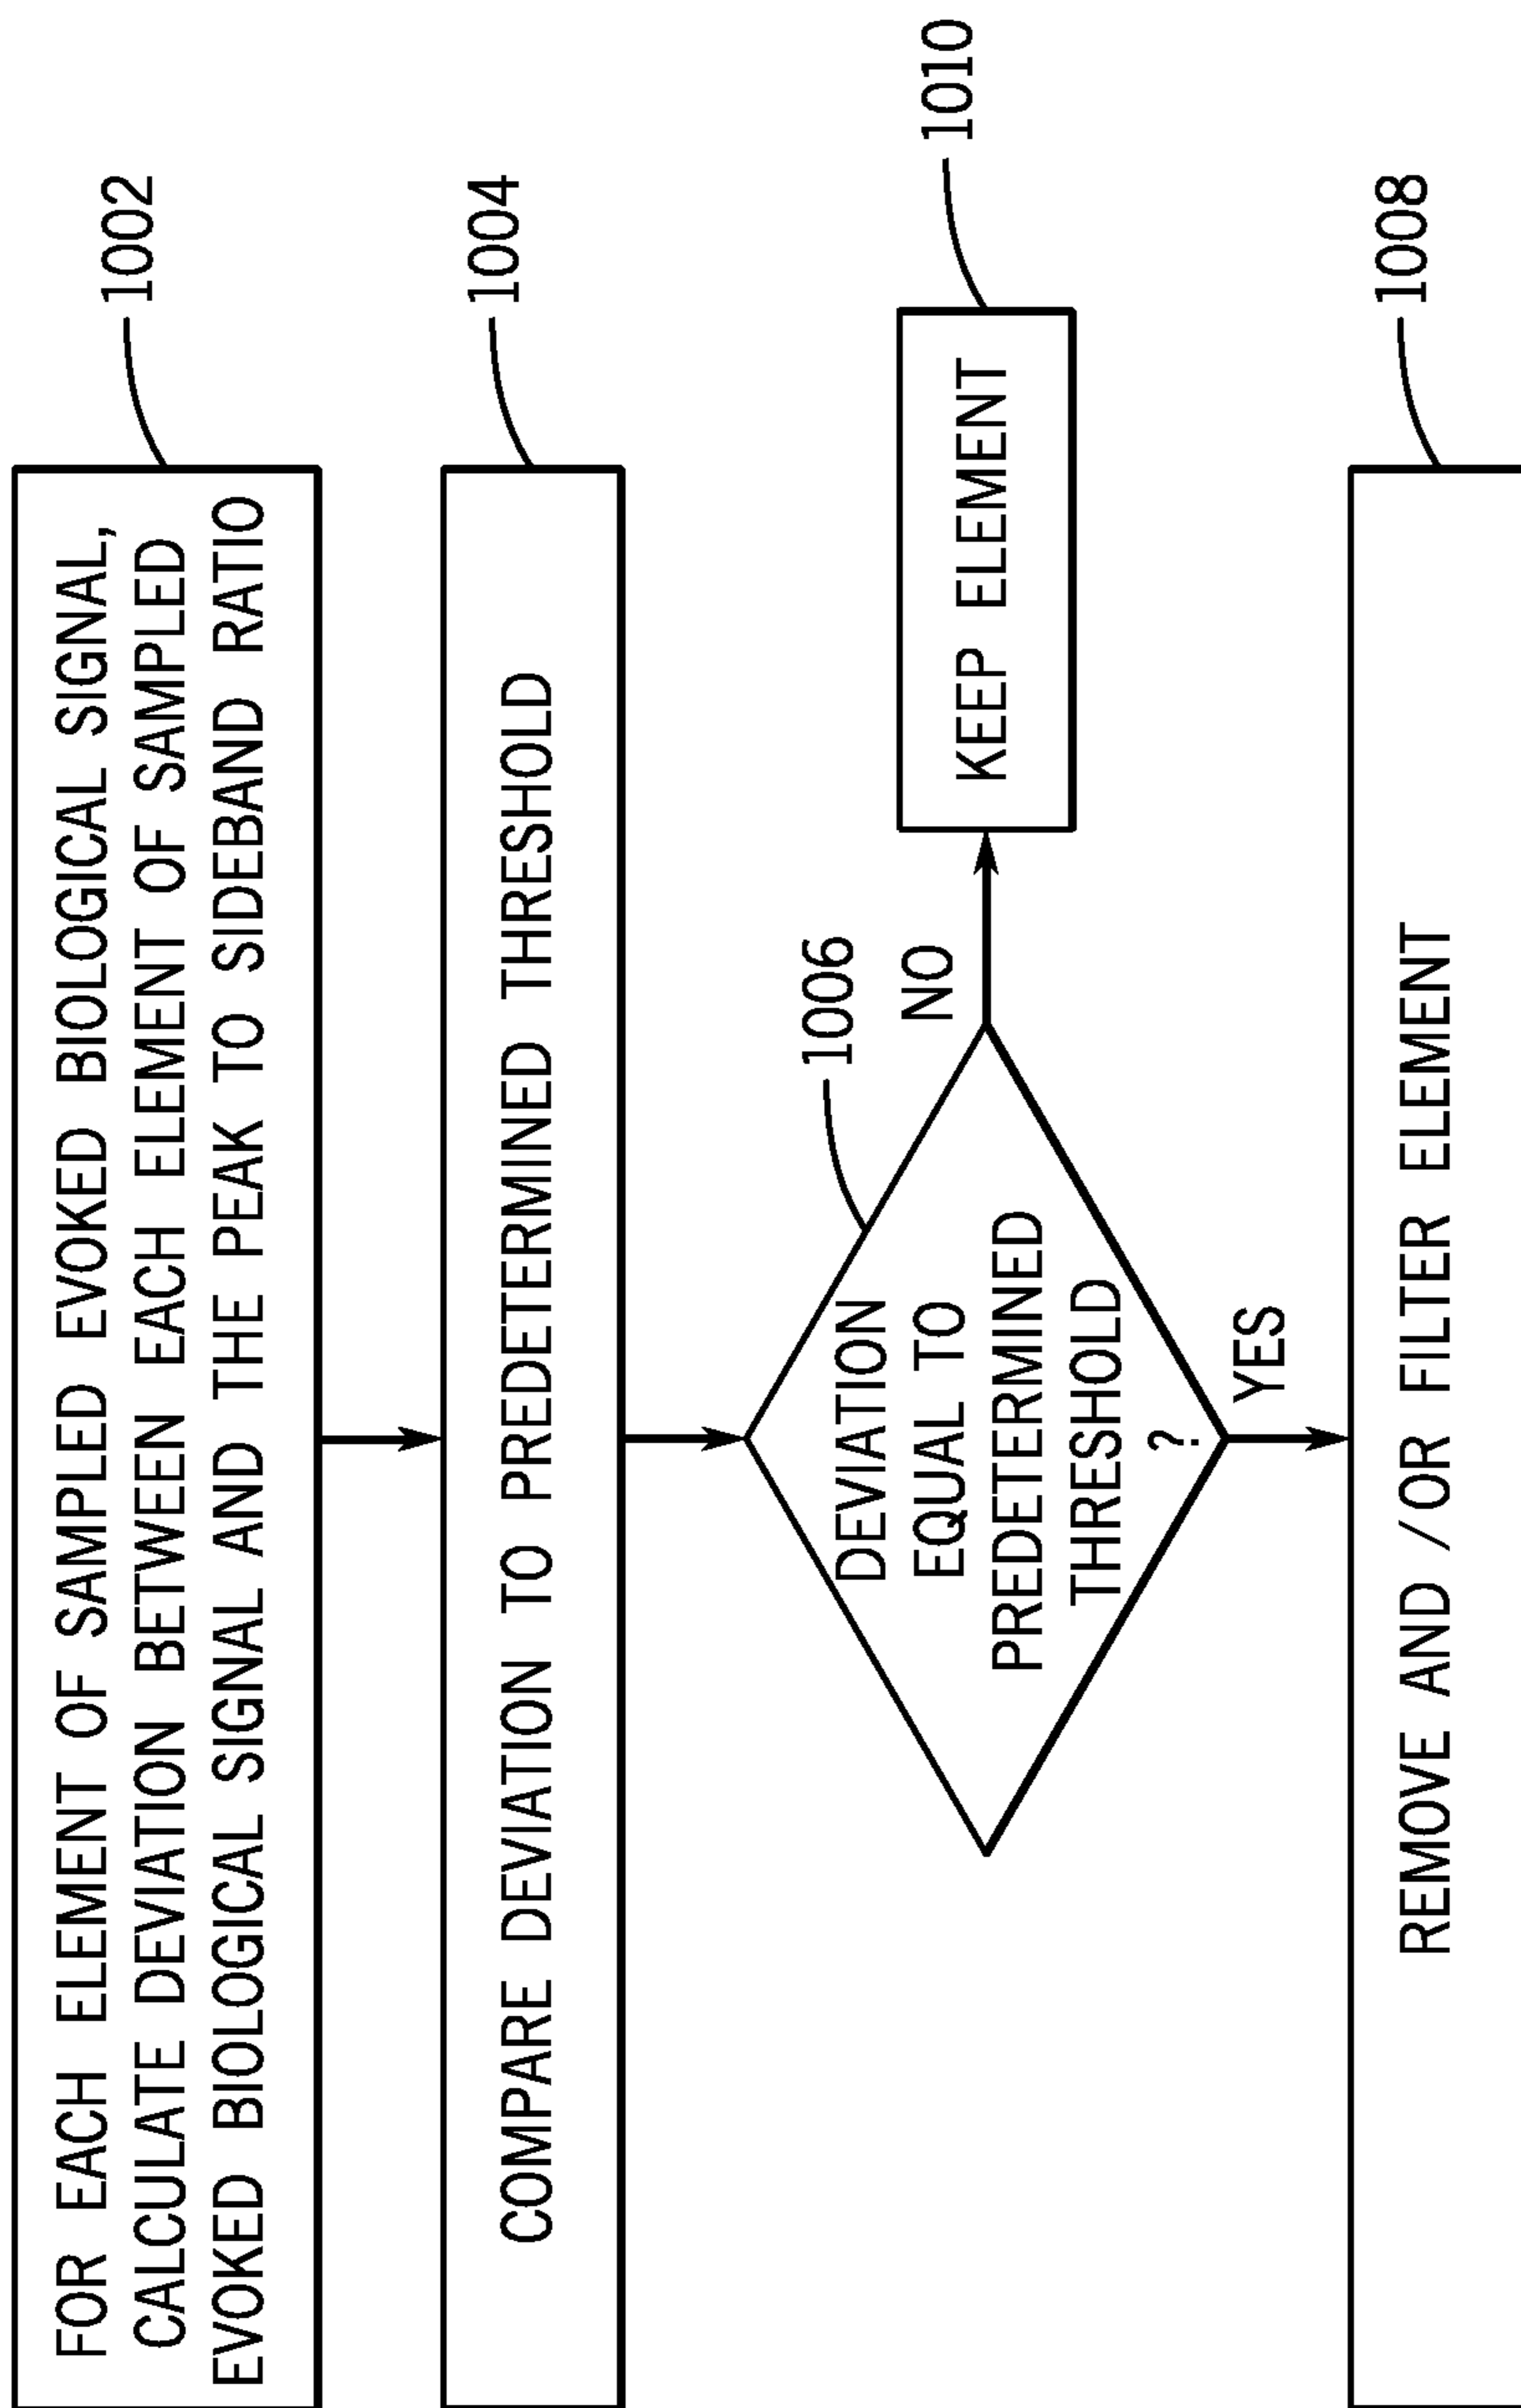 FOR EACH ELEMENT OF SAMPLED EVOKED BIOLOGICAL SIGNAL,
CALCULATE DEVIATION BETWEEN EACH ELEMENT OF SAMPLED
EVOKED BIOLOGICAL SIGNAL AND THE PEAK TO SIDEBAND RATIO
1002
COMPARE DEVIATION TO PREDETERMINED THRESHOLD
1004
DEVIATION
EQUAL TO
PREDETERMINED
THRESHOLD
?
1006
NO
KEEP ELEMENT
1010
YES
REMOVE AND /OR FILTER ELEMENT
1008